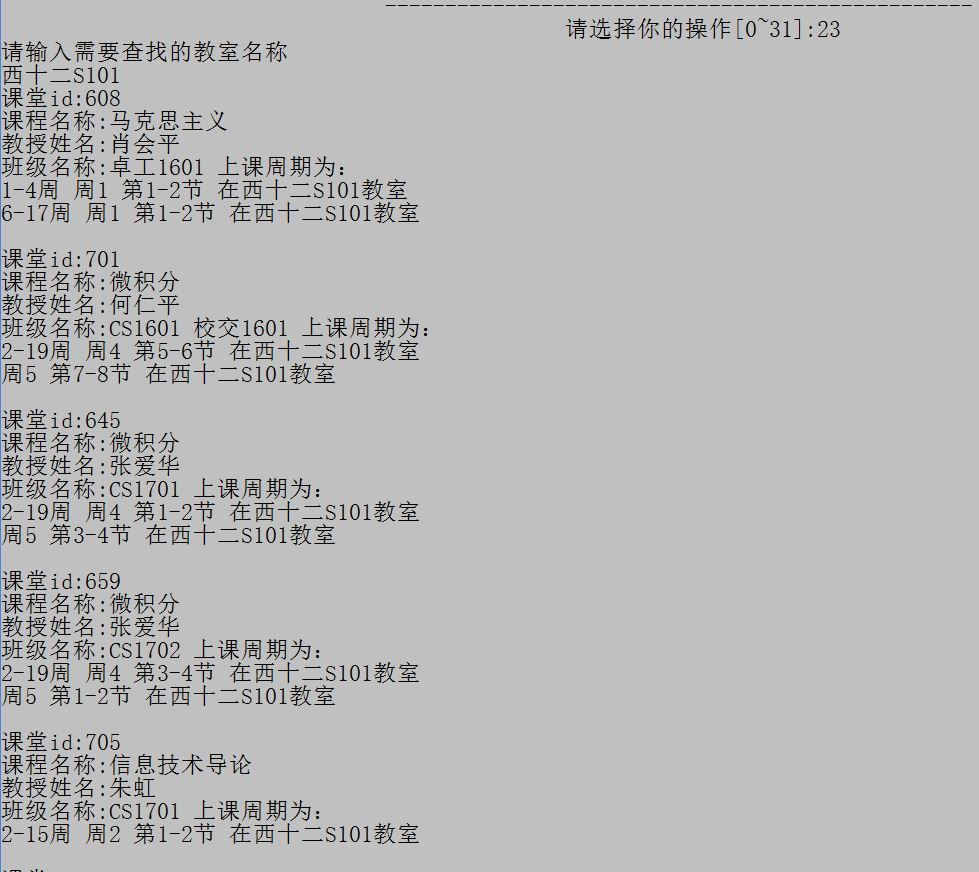 请选择你的操作[0~31]:23
请输入需要查找的教室名称
西十二S101
课堂id:608
课程名称:马克思主义
教授姓名:肖会平
班级名称:卓工1601 上课周期为:
1-4周 周1 第1-2节 在西十二S101教室
6-17周 周1 第1-2节 在西十二S101教室
课堂id:701
课程名称:微积分
教授姓名:何仁平
班级名称:CS1601 校交1601 上课周期为:
2-19周 周4 第5-6节 在西十二S101教室
周5 第7-8节 在西十二S101教室
课堂id:645
课程名称:微积分
教授姓名:张爱华
班级名称:CS1701 上课周期为:
2-19周 周4 第1-2节 在西十二S101教室
周5 第3-4节 在西十二S101教室
课堂id:659
课程名称:微积分
教授姓名:张爱华
班级名称:CS1702 上课周期为:
2-19周 周4 第3-4节 在西十二S101教室
周5 第1-2节 在西十二S101教室
课堂id:705
课程名称:信息技术导论
教授姓名:朱虹
班级名称:CS1701 上课周期为:
2-15周 周2 第1-2节 在西十二S101教室